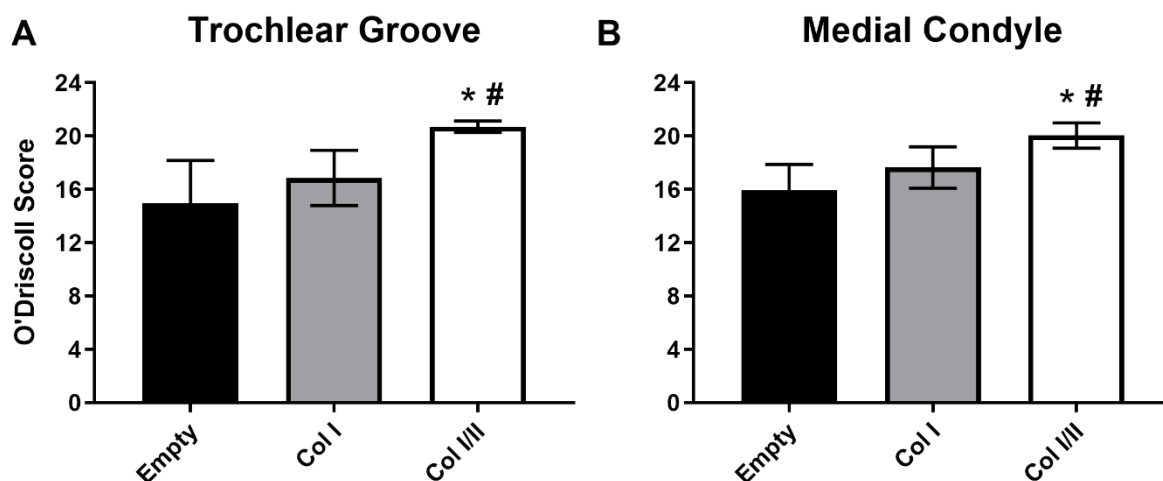 A Trochlear Groove
O'Driscoll Score
24
20
16
12
8
4
0
* #
Empty
Col I
Col I/II
B Medial Condyle
24
20
16
12
8
4
0
* #
Empty
Col I
Col I/II